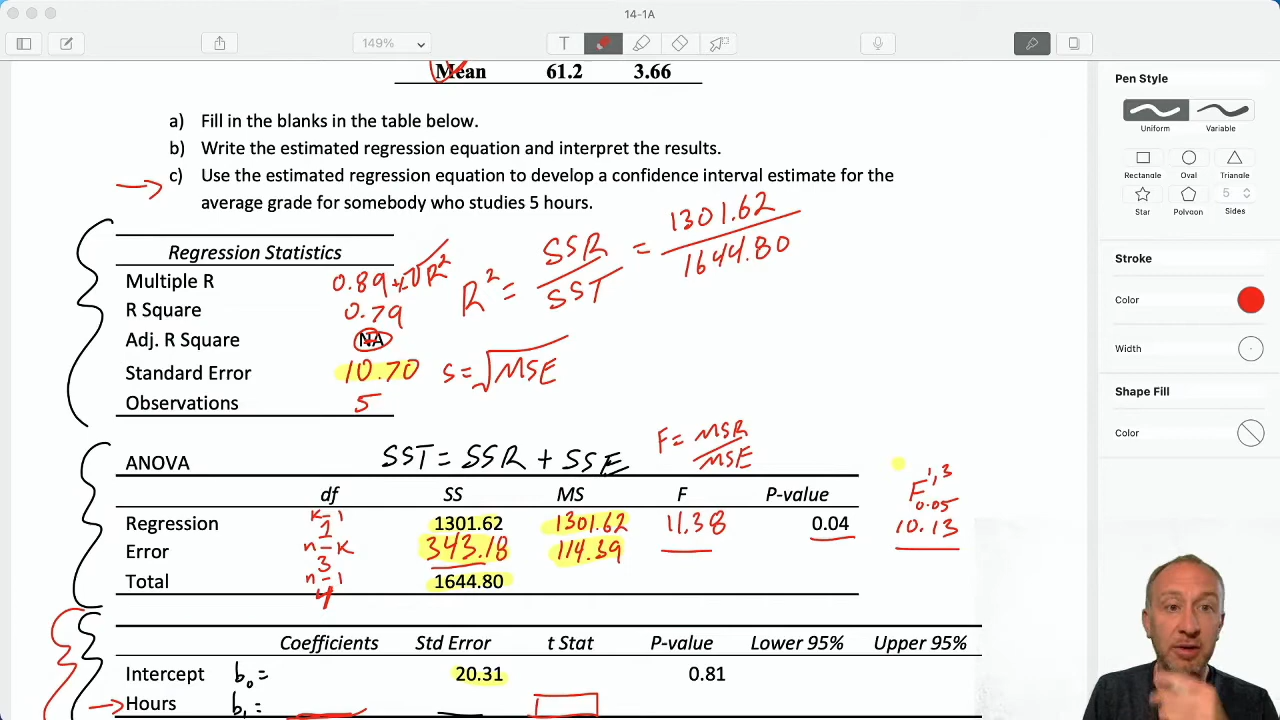 14-1A
149%
T
Mean 61.2 3.66
Pen Style
Uniform Variable
Rectangle Oval Triangle
Star Polygon Sides
5
Stroke
Color
Width
Shape Fill
Color
a) Fill in the blanks in the table below.
b) Write the estimated regression equation and interpret the results.
c) Use the estimated regression equation to develop a confidence interval estimate for the
average grade for somebody who studies 5 hours.
Regression Statistics
Multiple R 0.89 ← √R²
R Square 0.79
Adj. R Square NA
Standard Error 10.70
Observations 5
R² = SSR/SST = 1301.62/1644.80
s = √MSE
ANOVA SST = SSR + SSE F = MSR/MSE
df SS MS F P-value
k-1
Regression 1 1301.62 1301.62 11.38 0.04
n-k
Error 3 343.18 114.39
n-1
Total 4 1644.80
F 1,3
0.05
10.13
Coefficients Std Error t Stat P-value Lower 95% Upper 95%
Intercept b₀ = 20.31 0.81
Hours b₁ =